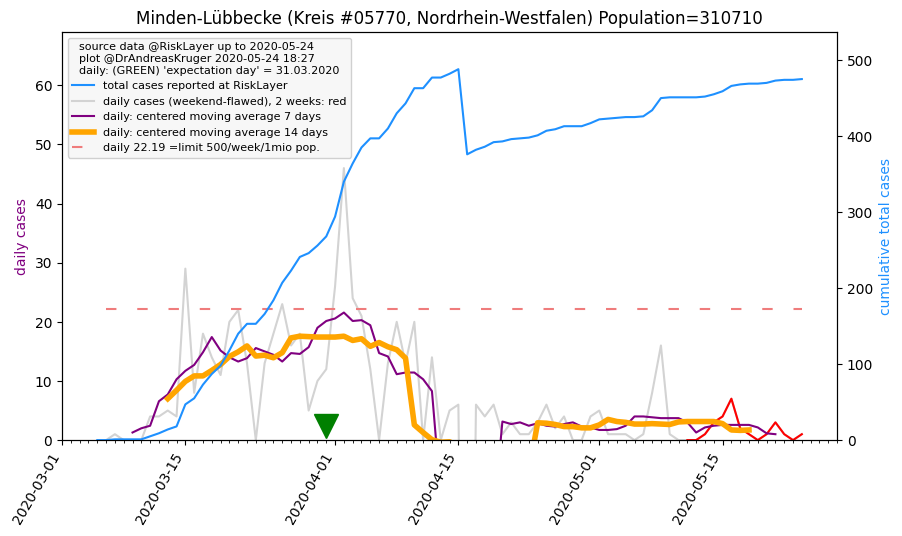 Minden-Lübbecke (Kreis #05770, Nordrhein-Westfalen) Population=310710
source data @RiskLayer up to 2020-05-24
plot @DrAndreasKruger 2020-05-24 18:27
daily: (GREEN) 'expectation day' = 31.03.2020
total cases reported at RiskLayer
daily cases (weekend-flawed), 2 weeks: red
daily: centered moving average 7 days
daily: centered moving average 14 days
daily 22.19 =limit 500/week/1mio pop.
daily cases
60
50
40
30
20
10
0
cumulative total cases
500
400
300
200
100
0
2020-03-01
2020-03-15
2020-04-01
2020-04-15
2020-05-01
2020-05-15